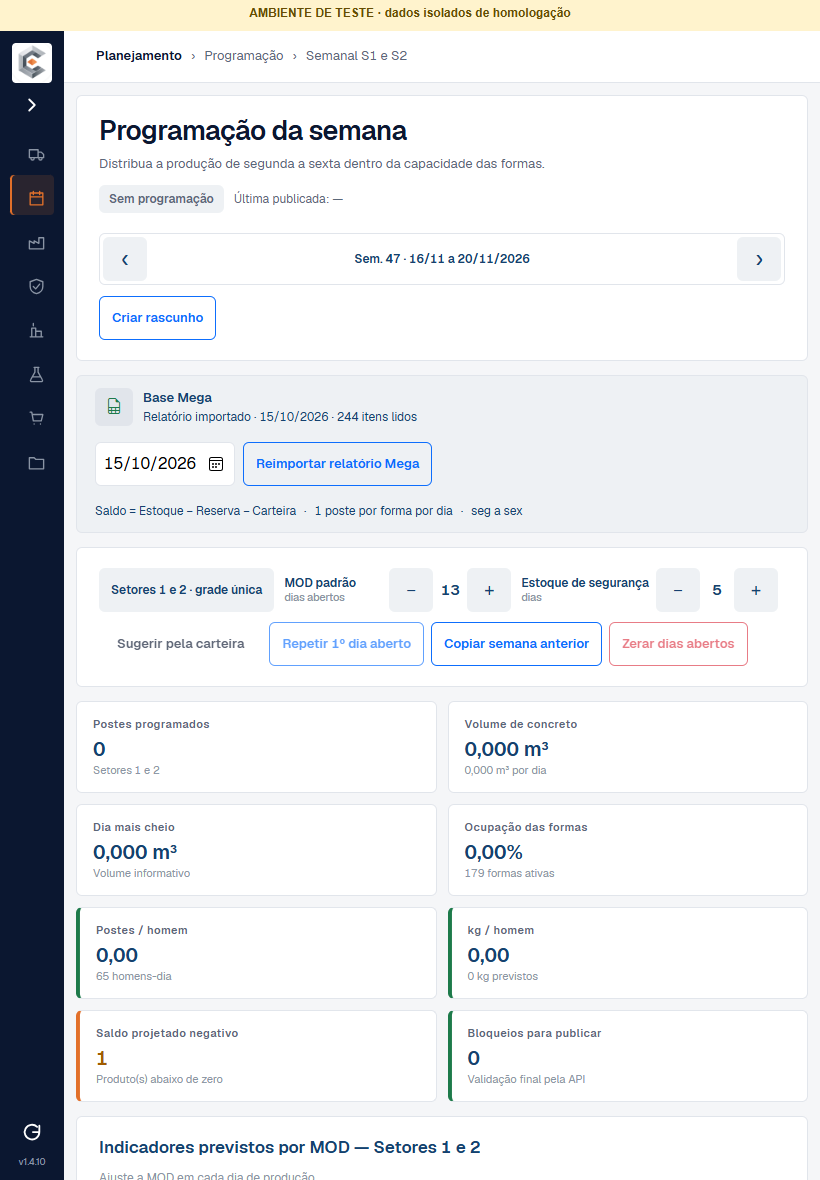 AMBIENTE DE TESTE · dados isolados de homologação
Planejamento › Programação › Semanal S1 e S2
Programação da semana
Distribua a produção de segunda a sexta dentro da capacidade das formas.
Sem programação Última publicada: —
‹ Sem. 47 · 16/11 a 20/11/2026 ›
Criar rascunho
Base Mega
Relatório importado · 15/10/2026 · 244 itens lidos
15/10/2026 Reimportar relatório Mega
Saldo = Estoque – Reserva – Carteira · 1 poste por forma por dia · seg a sex
Setores 1 e 2 · grade única MOD padrão − 13 + Estoque de segurança − 5 +
dias abertos dias
Sugerir pela carteira Repetir 1º dia aberto Copiar semana anterior Zerar dias abertos
Postes programados Volume de concreto
0 0,000 m³
Setores 1 e 2 0,000 m³ por dia
Dia mais cheio Ocupação das formas
0,000 m³ 0,00%
Volume informativo 179 formas ativas
Postes / homem kg / homem
0,00 0,00
65 homens-dia 0 kg previstos
Saldo projetado negativo Bloqueios para publicar
1 0
Produto(s) abaixo de zero Validação final pela API
Indicadores previstos por MOD — Setores 1 e 2
Ajuste a MOD em cada dia de produção
v1.4.10